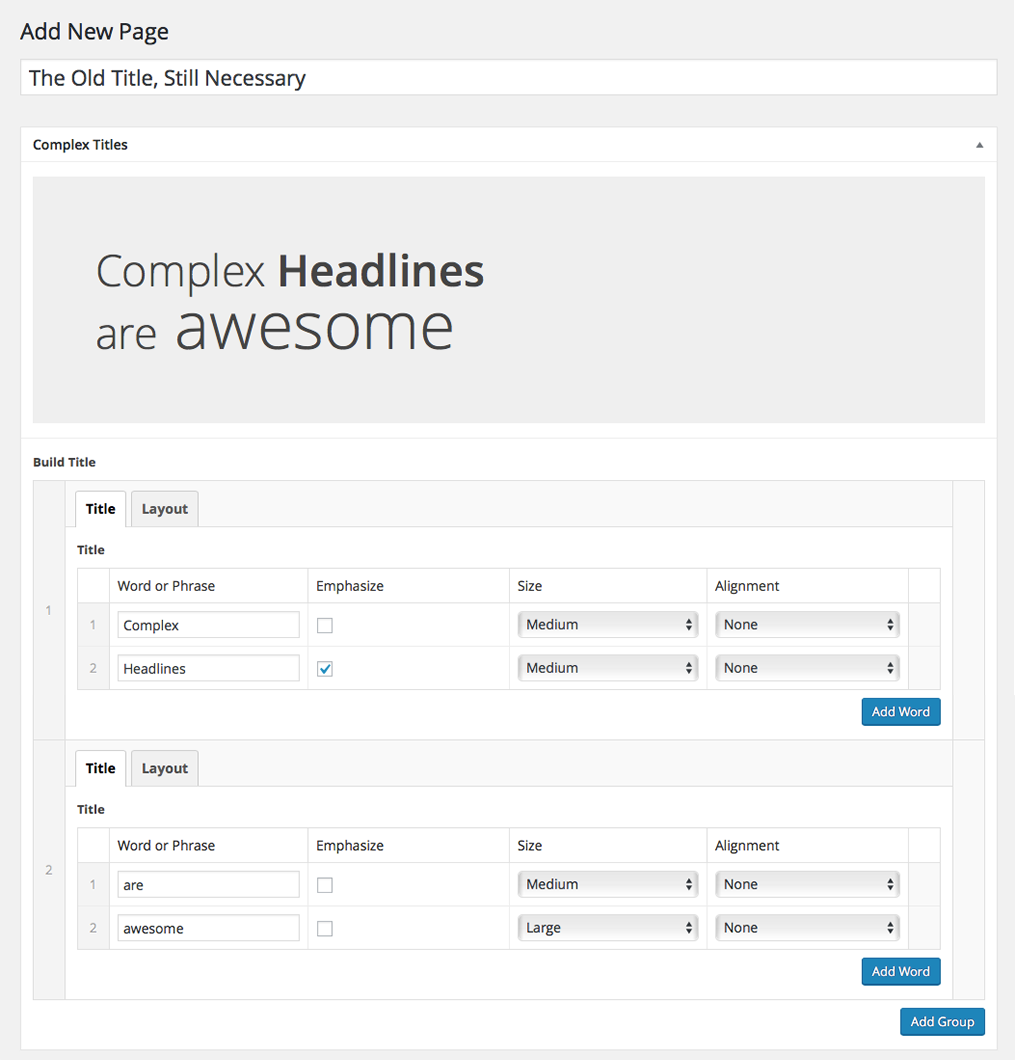 Add New Page
The Old Title, Still Necessary
Complex Titles
Complex Headlines
are awesome
Build Title
Title Layout
Title
Word or Phrase Emphasize Size Alignment
1
1 Complex Medium None
2 Headlines Medium None
Add Word
Title Layout
Title
Word or Phrase Emphasize Size Alignment
2
1 are Medium None
2 awesome Large None
Add Word
Add Group